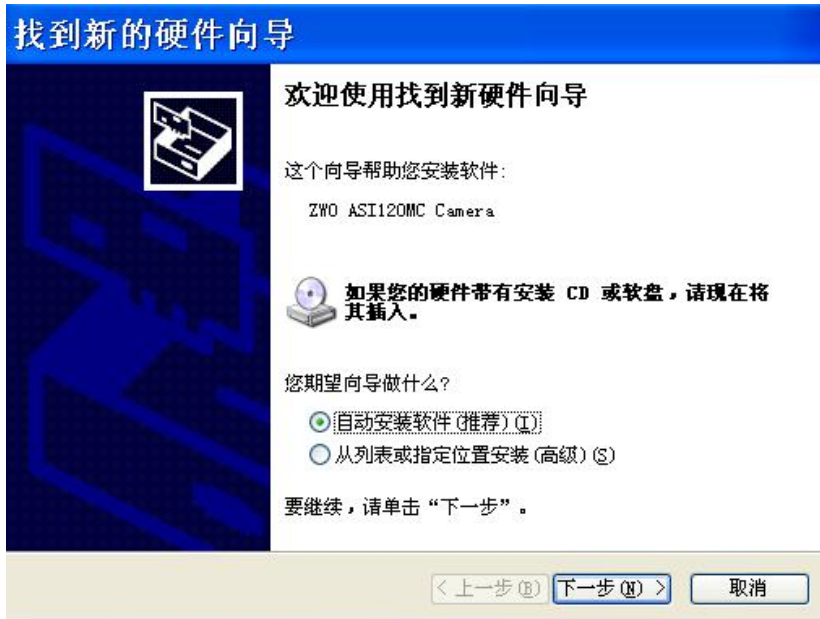 找到新的硬件向导
欢迎使用找到新硬件向导
这个向导帮助您安装软件:
ZWO ASI120MC Camera
如果您的硬件带有安装 CD 或软盘，请现在将
其插入。
您期望向导做什么?
自动安装软件(推荐)(I)
从列表或指定位置安装(高级)(S)
要继续，请单击“下一步”。
< 上一步(B) 下一步(N) > 取消